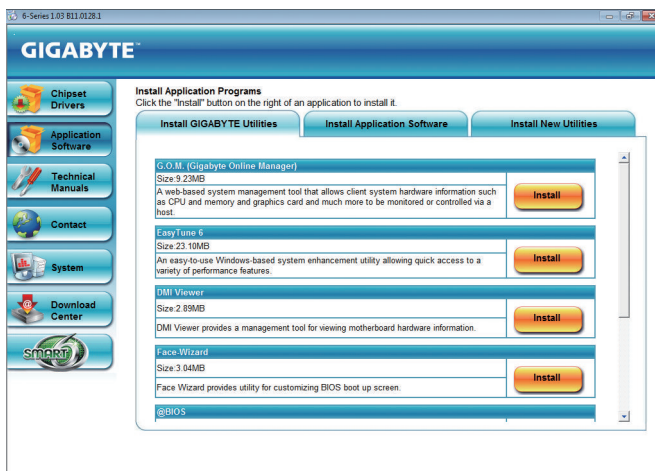 6-Series 1.03 B11.0128.1
GIGABYTE™
Chipset
Drivers
Application
Software
Technical
Manuals
Contact
System
Download
Center
SMART 6
Install Application Programs
Click the "Install" button on the right of an application to install it.
Install GIGABYTE Utilities
Install Application Software
Install New Utilities
G.O.M. (Gigabyte Online Manager)
Size:9.23MB
A web-based system management tool that allows client system hardware information such
as CPU and memory and graphics card and much more to be monitored or controlled via a
host.
Install
EasyTune 6
Size:23.10MB
An easy-to-use Windows-based system enhancement utility allowing quick access to a
variety of performance features.
Install
DMI Viewer
Size:2.89MB
DMI Viewer provides a management tool for viewing motherboard hardware information.
Install
Face-Wizard
Size:3.04MB
Face Wizard provides utility for customizing BIOS boot up screen.
Install
@BIOS